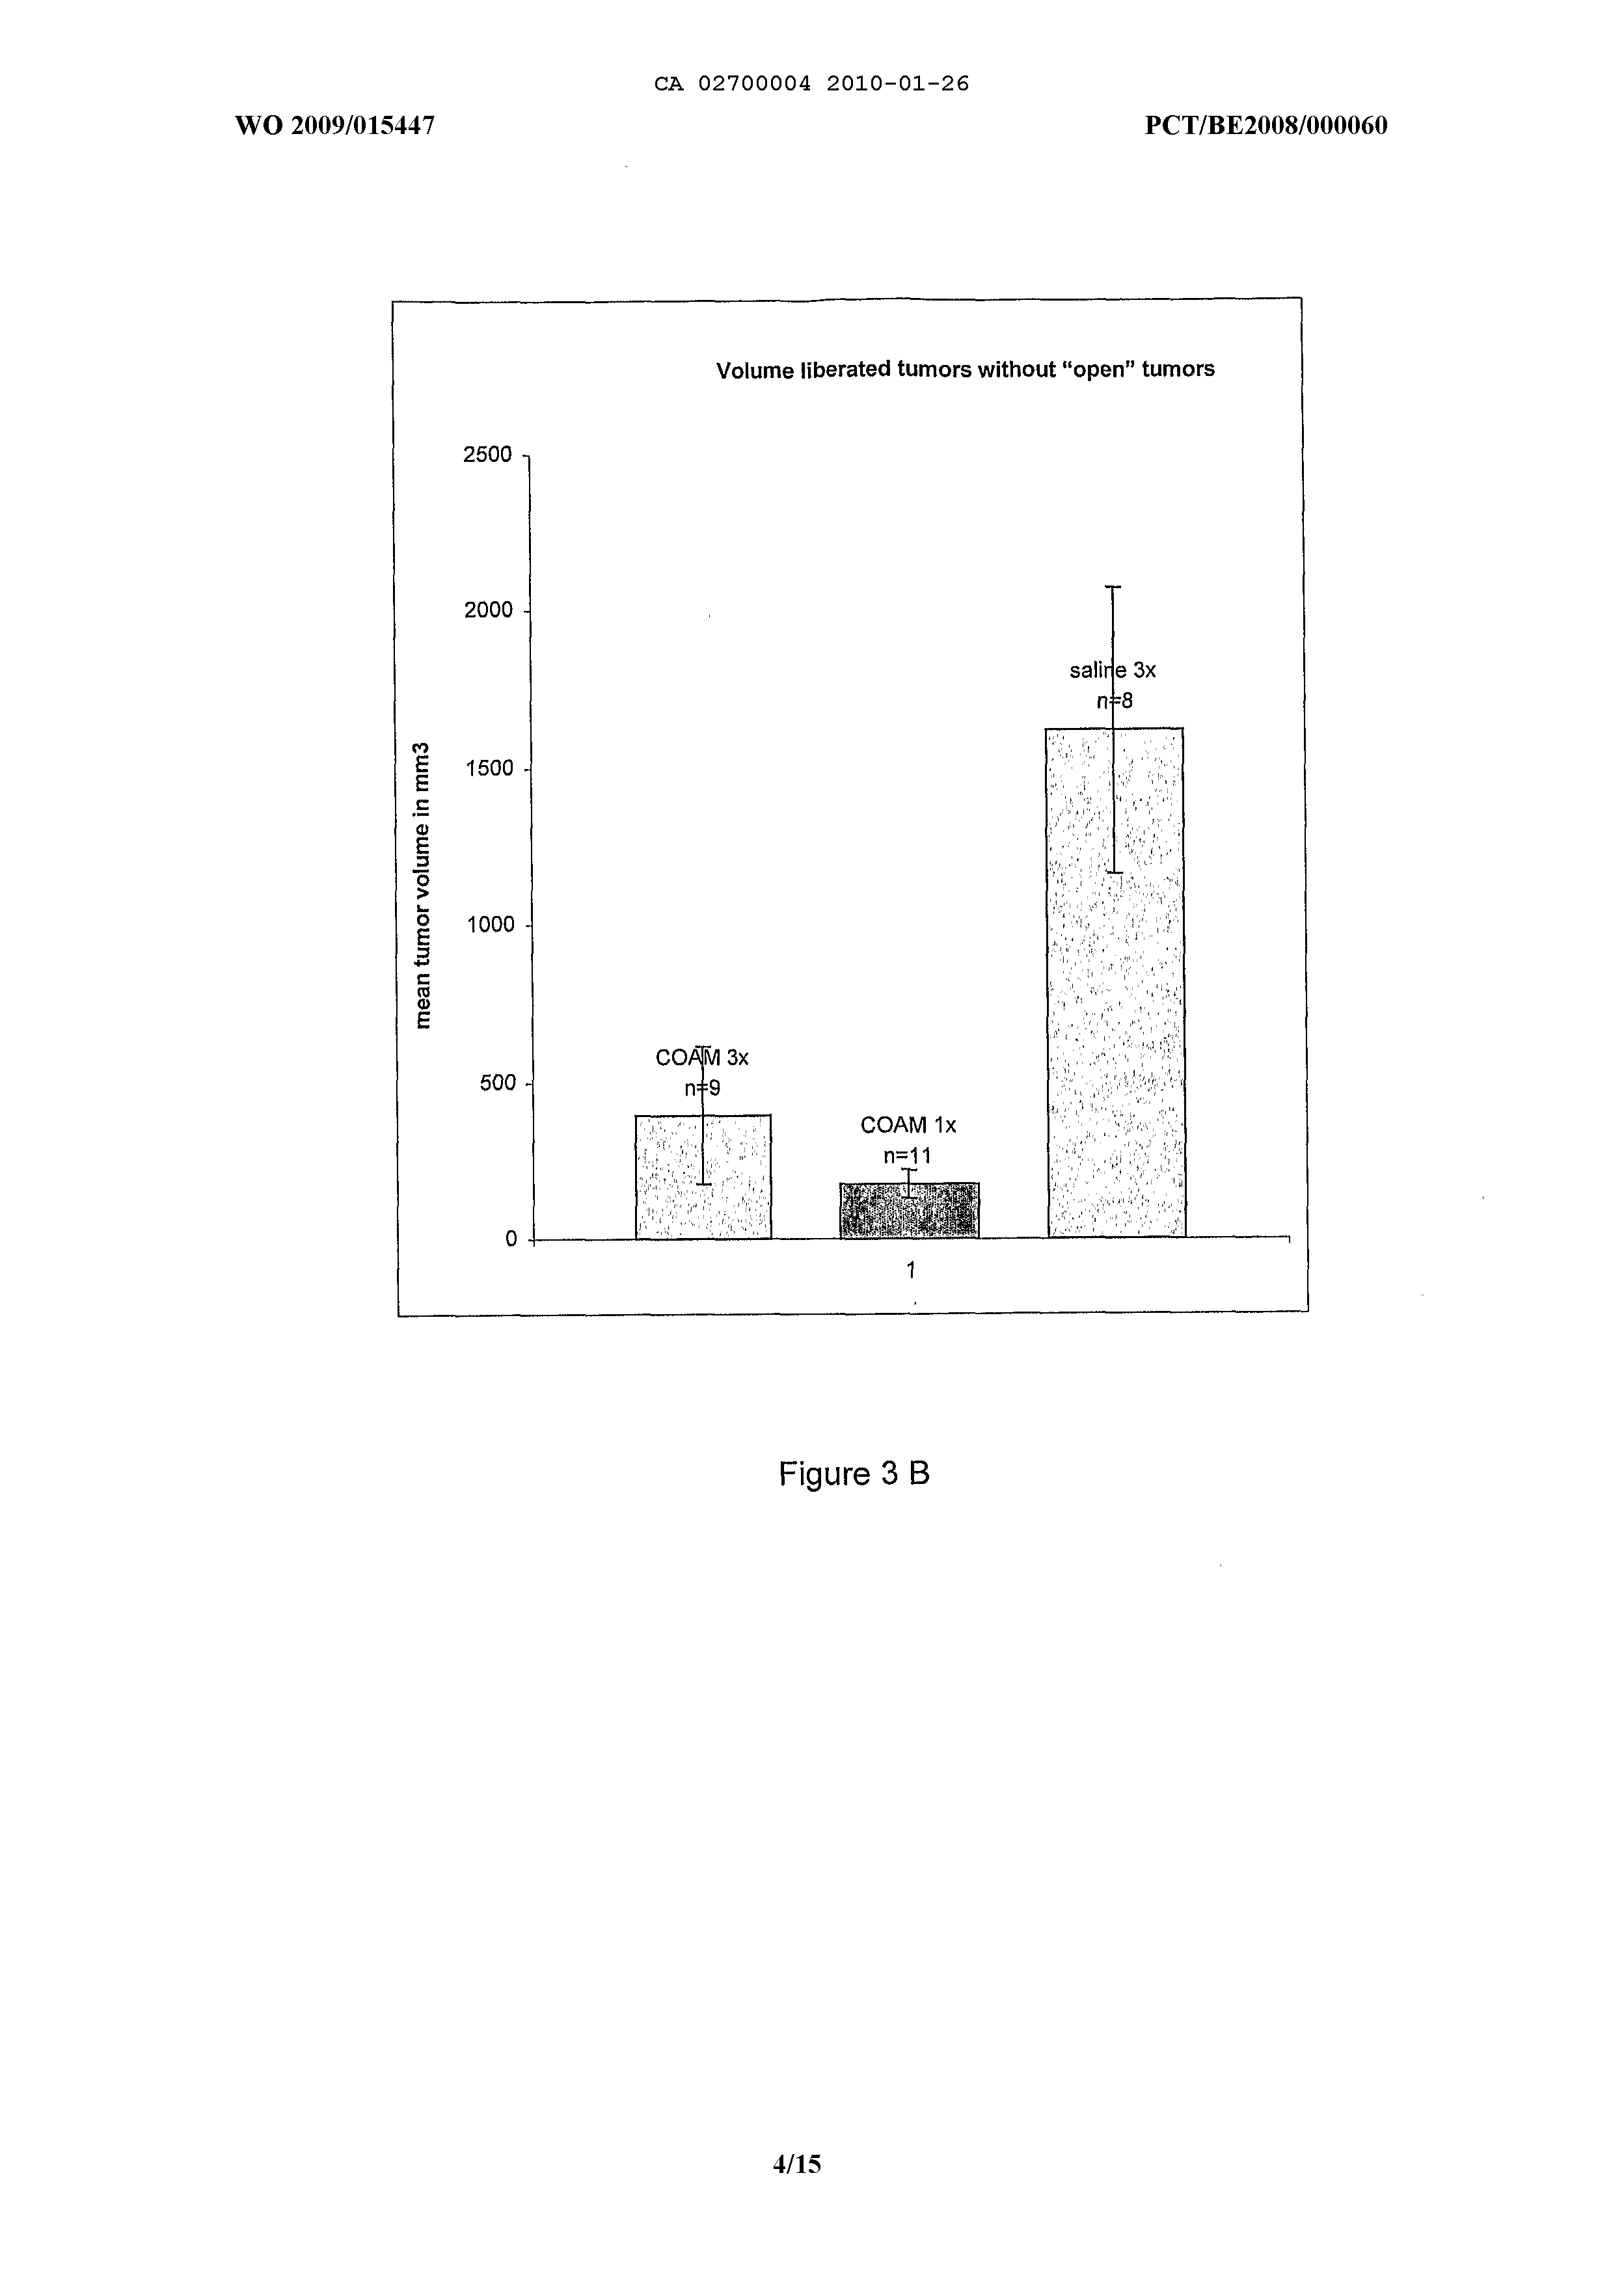 CA 02700004 2010-01-26
WO 2009/015447
PCT/BE2008/000060
Volume liberated tumors without “open” tumors
2500
2000
1500
1000
500
0
mean tumor volume in mm3
COAM 3x
n=9
COAM 1x
n=11
saline 3x
n=8
1
Figure 3 B
4/15